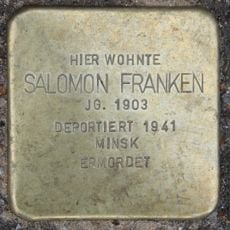 HIER WOHNTE
SALOMON FRANKEN
JG. 1903
DEPORTIERT 1941
MINSK
ERMORDET